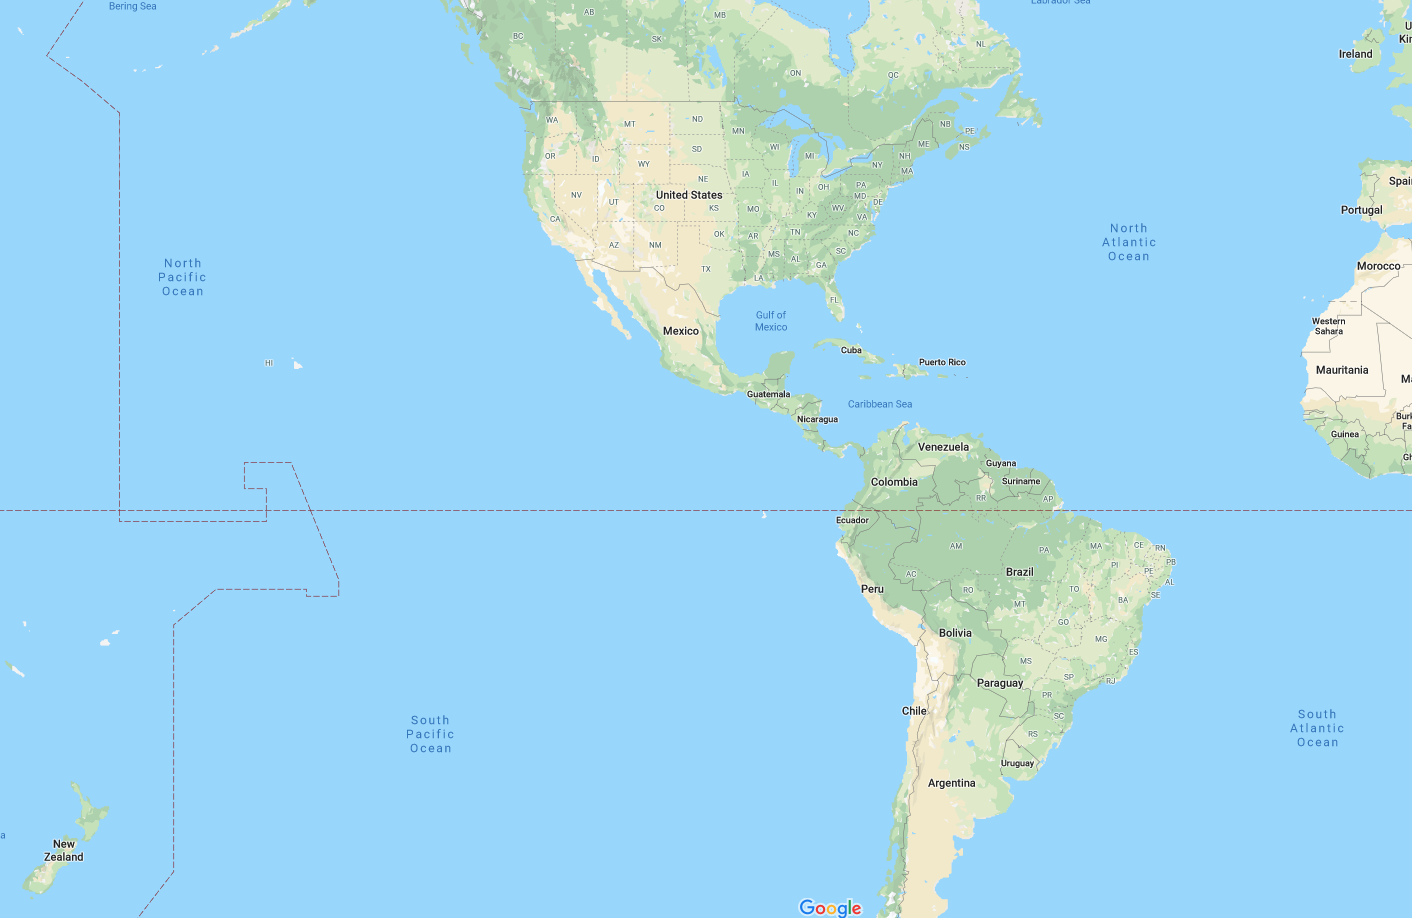 Bering Sea
AB
MB
Labrador Sea
BC
SK
NL
Ireland
ON
QC
WA
MT
ND
MN
NB
PE
OR
ID
SD
WI
MI
ME
NS
WY
NH
NY
MA
NV
UT
NE
IA
IL
IN
OH
PA
MD
DE
Spain
United States
CO
KS
MO
KY
WV
VA
Portugal
CA
AZ
NM
OK
AR
TN
NC
SC
MS
AL
GA
TX
LA
FL
North
Atlantic
Ocean
North
Pacific
Ocean
Morocco
Gulf of
Mexico
Western
Sahara
Mexico
Cuba
Puerto Rico
HI
Mauritania
Guatemala
Caribbean Sea
Nicaragua
Guinea
Venezuela
Guyana
Colombia
Suriname
RR
AP
Ecuador
AM
PA
MA
CE
RN
PB
PI
PE
AL
SE
AC
Brazil
Peru
RO
MT
TO
BA
GO
Bolivia
MG
ES
MS
SP
RJ
Paraguay
PR
Chile
SC
RS
South
Pacific
Ocean
South
Atlantic
Ocean
Uruguay
Argentina
New
Zealand
Google